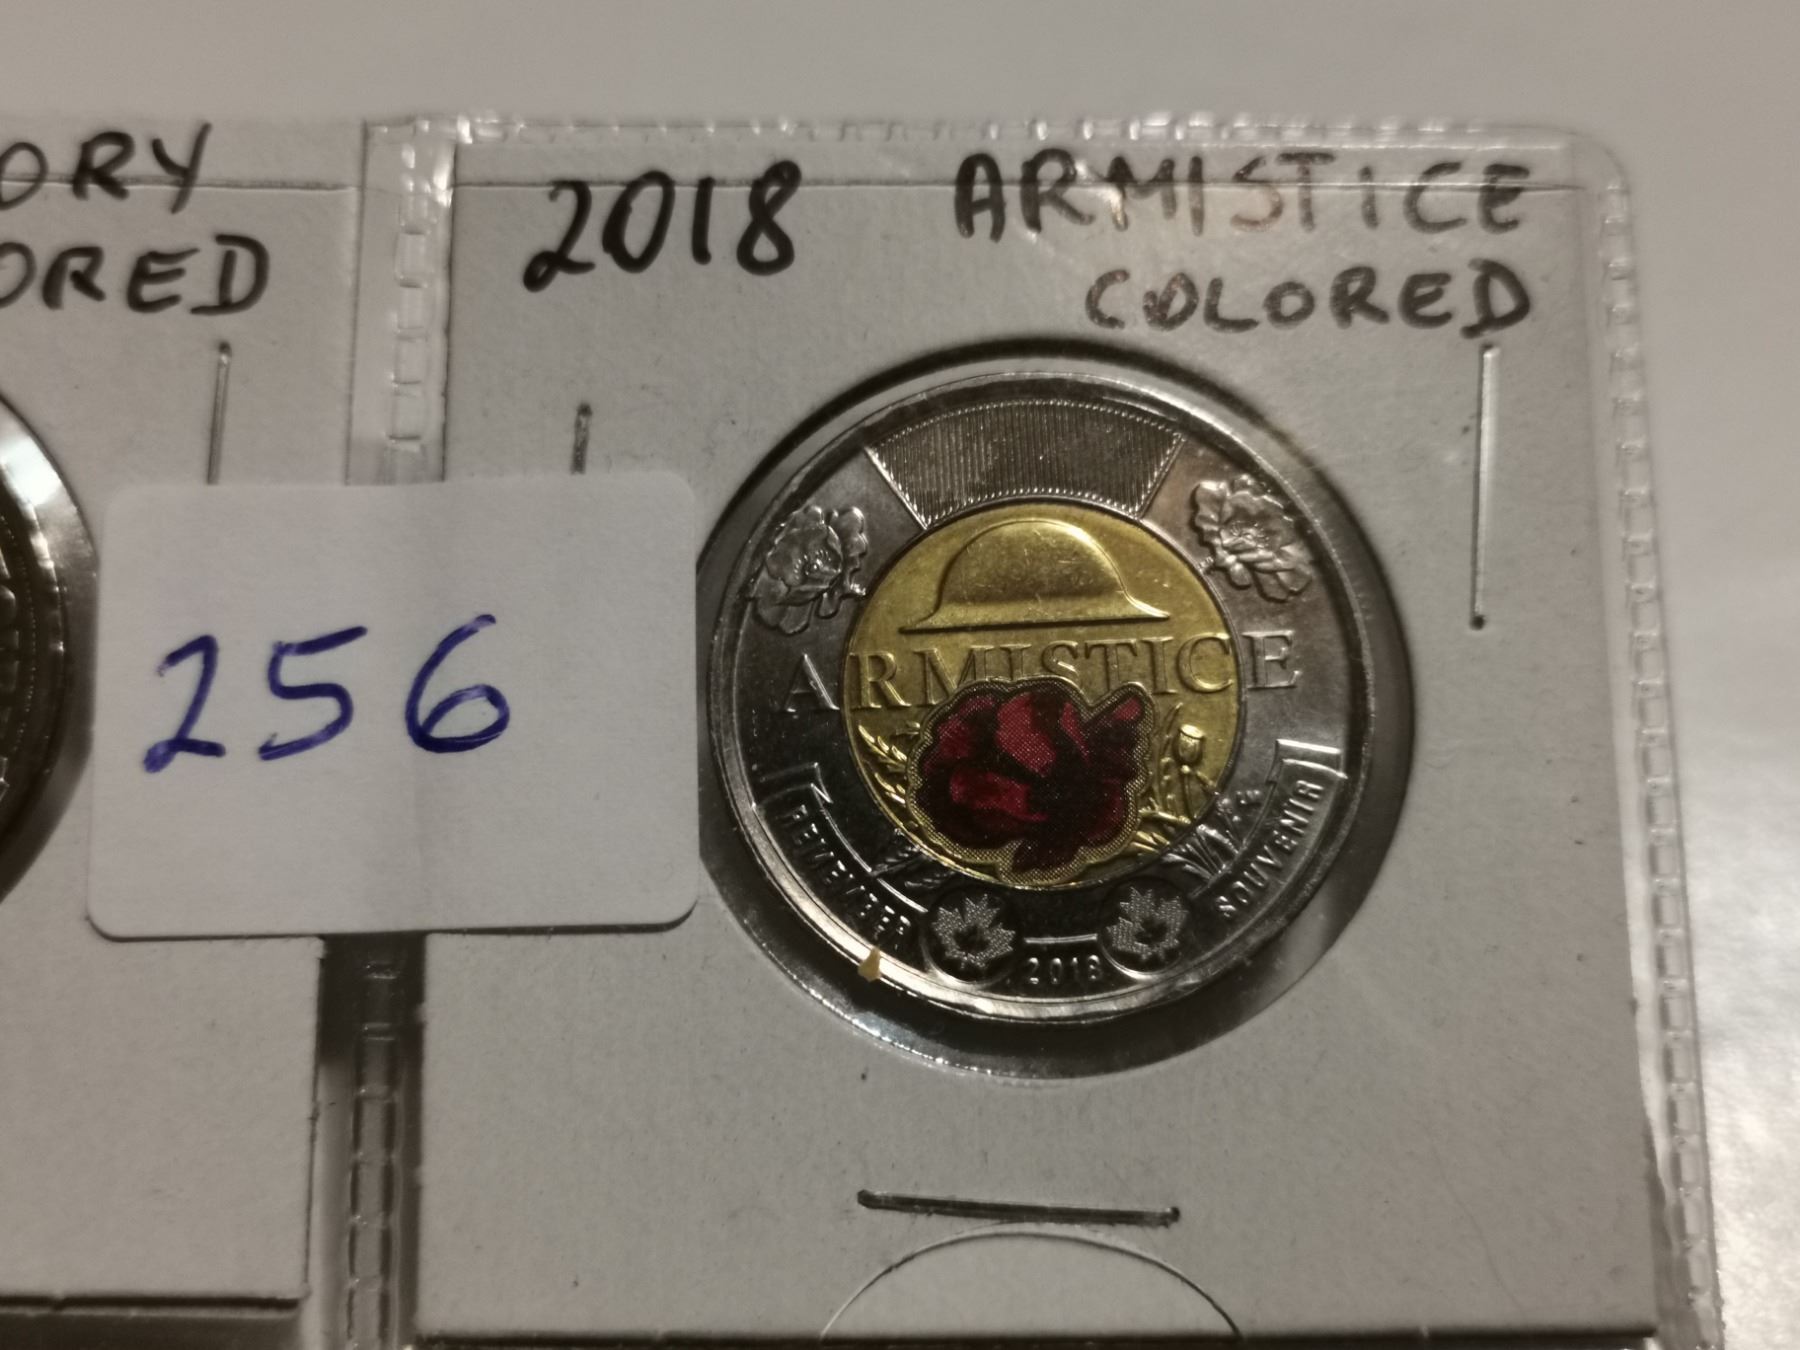 ORY
ORED
2018 ARMISTICE
COLORED
256
ARMISTICE
REMEMBER
2018
SOUVENIR